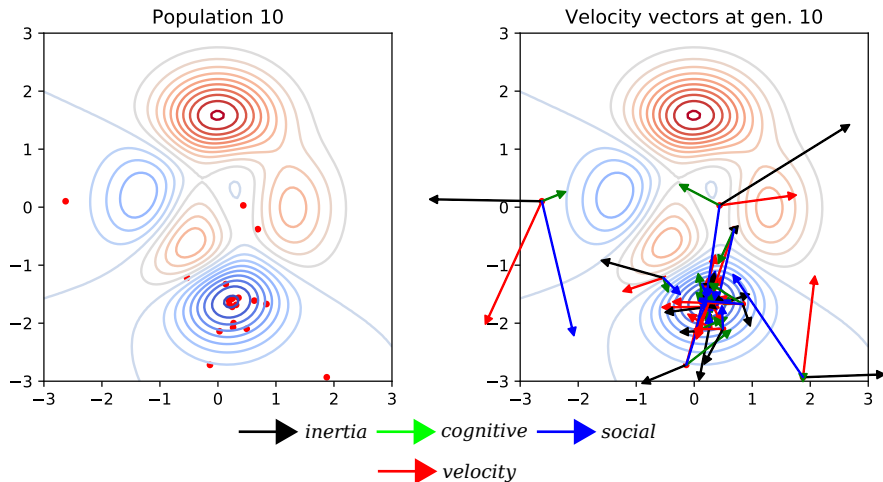 Population 10
Velocity vectors at gen. 10
3
2
1
0
−1
−2
−3
−3 −2 −1 0 1 2 3
3
2
1
0
−1
−2
−3
−3 −2 −1 0 1 2 3
inertia cognitive social
velocity